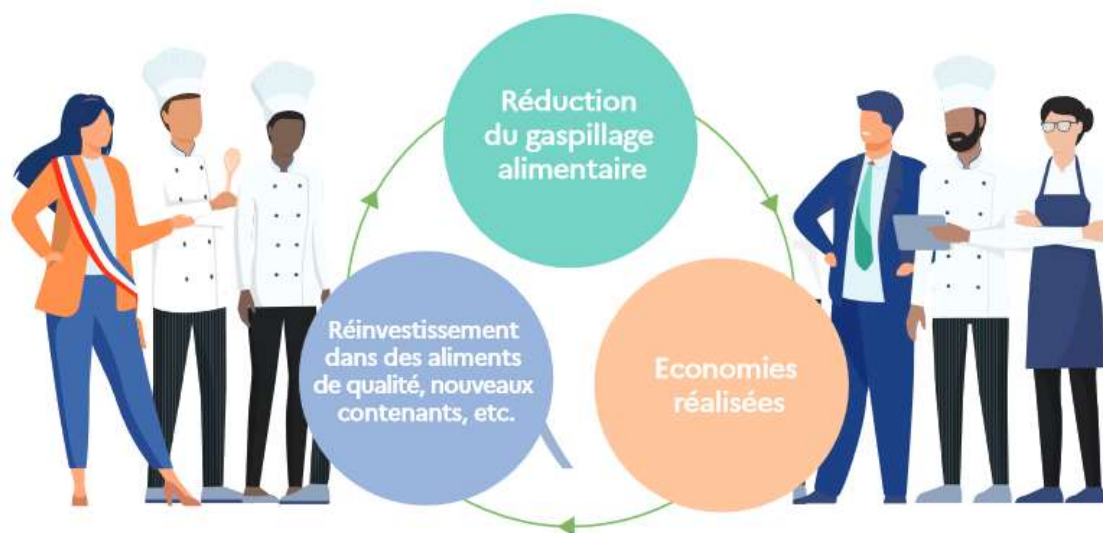 Réduction
du gaspillage
alimentaire
Réinvestissement
dans des aliments
de qualité, nouveaux
contenants, etc.
Economies
réalisées